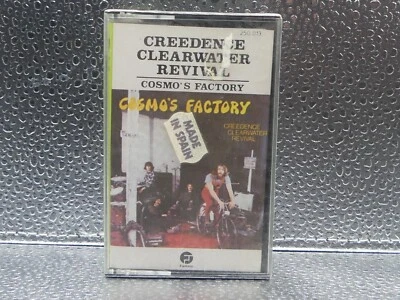 CREEDENCE
CLEARWATER
REVIVAL
COSMO'S FACTORY
COSMO'S FACTORY
CREEDENCE
CLEARWATER
REVIVAL
MADE
IN SPAIN